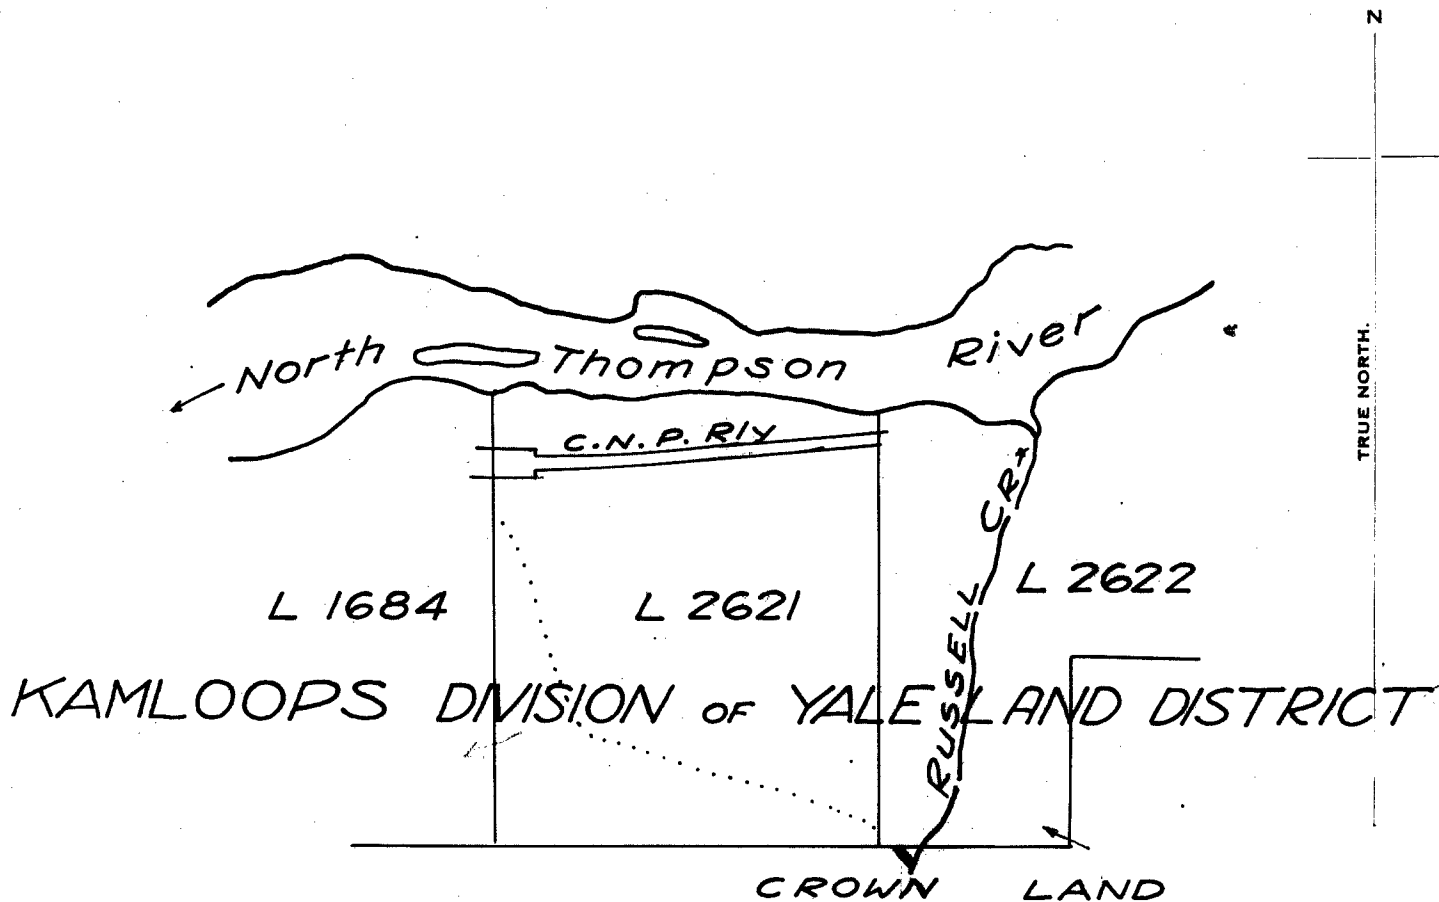 N
TRUE NORTH.
North Thompson River
C.N.P. Rly
RUSSELL CR.
L 1684
L 2621
L 2622
KAMLOOPS DIVISION OF YALE LAND DISTRICT
CROWN LAND